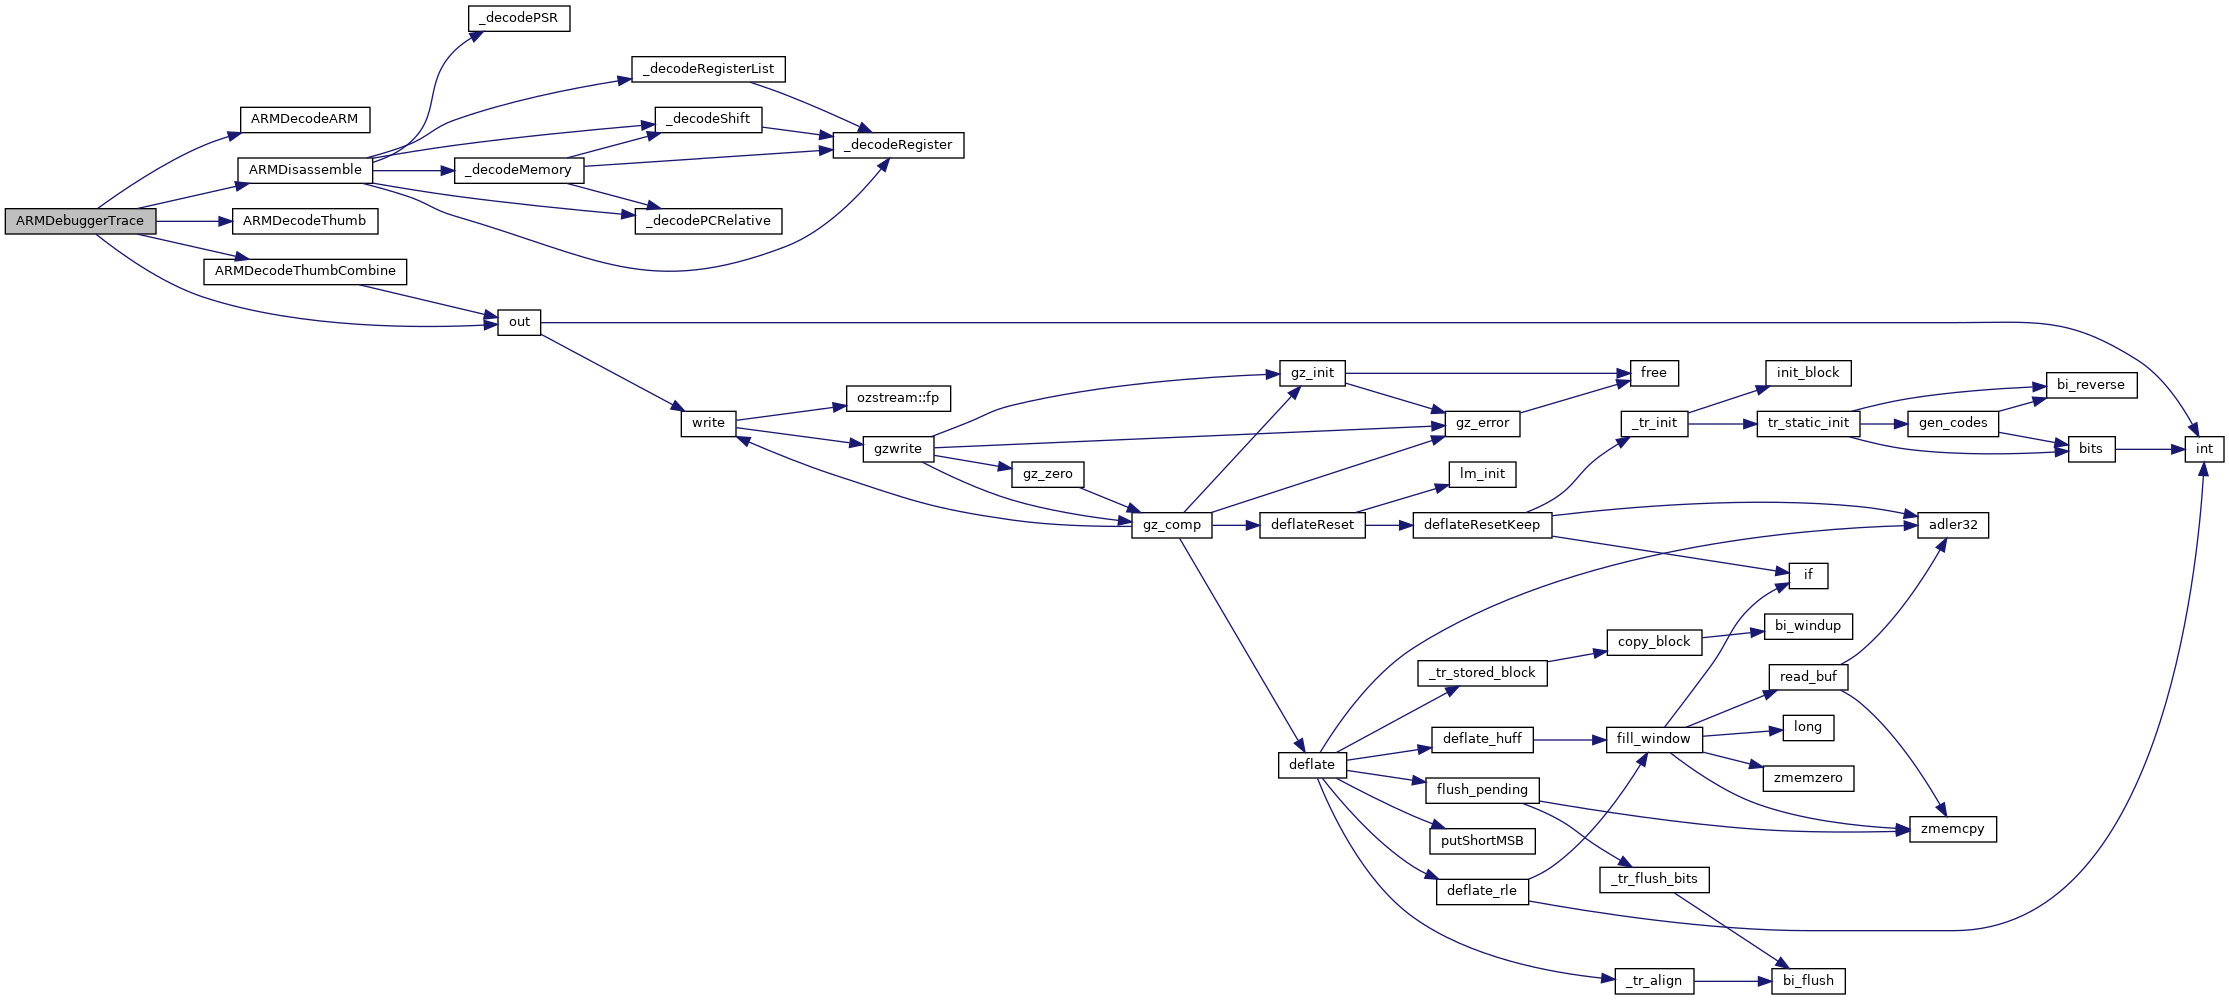 _decodePSR
_decodeRegisterList
ARMDecodeARM
_decodeShift
_decodeRegister
ARMDisassemble
_decodeMemory
ARMDebuggerTrace
ARMDecodeThumb
_decodePCRelative
ARMDecodeThumbCombine
out
gz_init
free
init_block
bi_reverse
ozstream::fp
write
gz_error
_tr_init
tr_static_init
gen_codes
gzwrite
bits
int
gz_zero
lm_init
gz_comp
deflateReset
deflateResetKeep
adler32
if
bi_windup
copy_block
_tr_stored_block
read_buf
long
deflate_huff
fill_window
deflate
zmemzero
flush_pending
zmemcpy
putShortMSB
_tr_flush_bits
deflate_rle
_tr_align
bi_flush